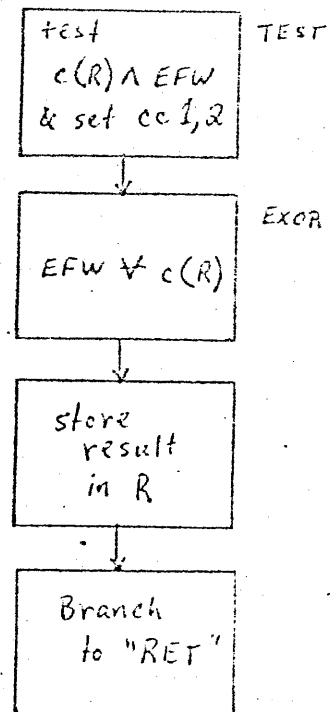 test
TEST
c(R) ∧ EFW
& set cc 1,2
EXOR
EFW ⊻ c(R)
store
result
in R
Branch
to "RET"